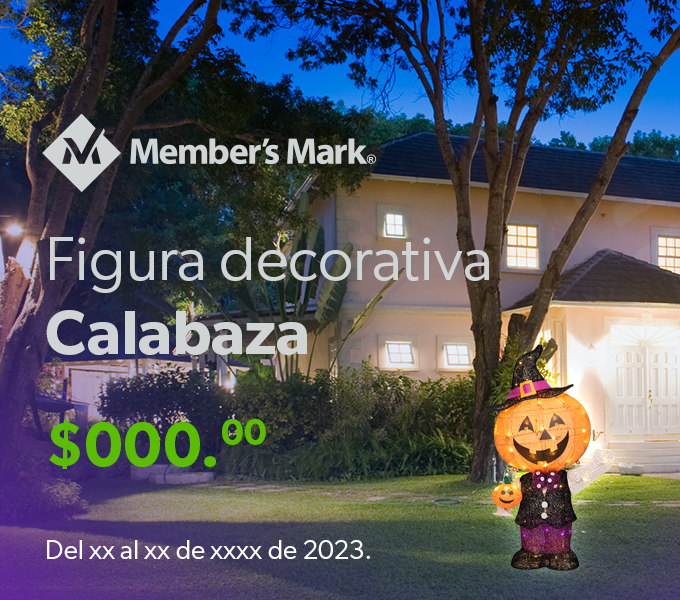 Member's Mark®
Figura decorativa
Calabaza
$000.00
Del xx al xx de xxxx de 2023.